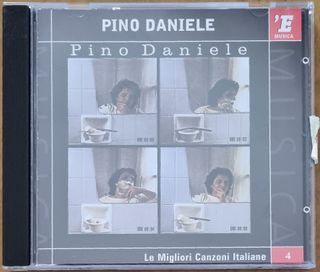 PINO DANIELE
'E
MUSICA
Pino Daniele
MUSICA
Le Migliori Canzoni Italiane
4